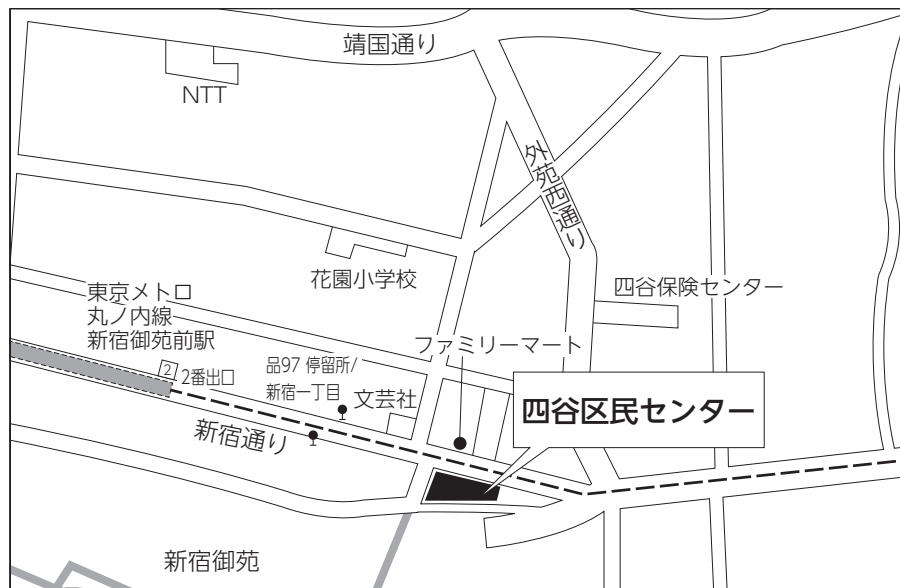 靖国通り
NTT
外苑西通り
花園小学校
四谷保険センター
東京メトロ
丸ノ内線
新宿御苑前駅
2
2番出口
ファミリーマート
品97 停留所/
新宿一丁目
文芸社
四谷区民センター
新宿通り
新宿御苑